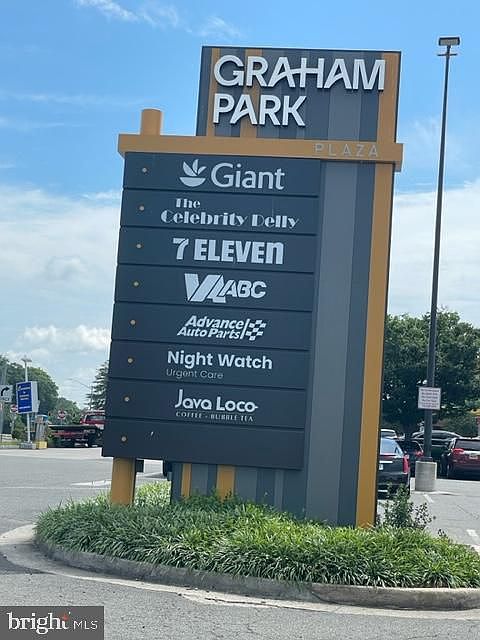 GRAHAM
PARK
PLAZA
Giant
The
Celebrity Delly
7 ELEVEn
VA ABC
Advance
Auto Parts
Night Watch
Urgent Care
Java Loco
COFFEE - BUBBLE TEA
bright MLS